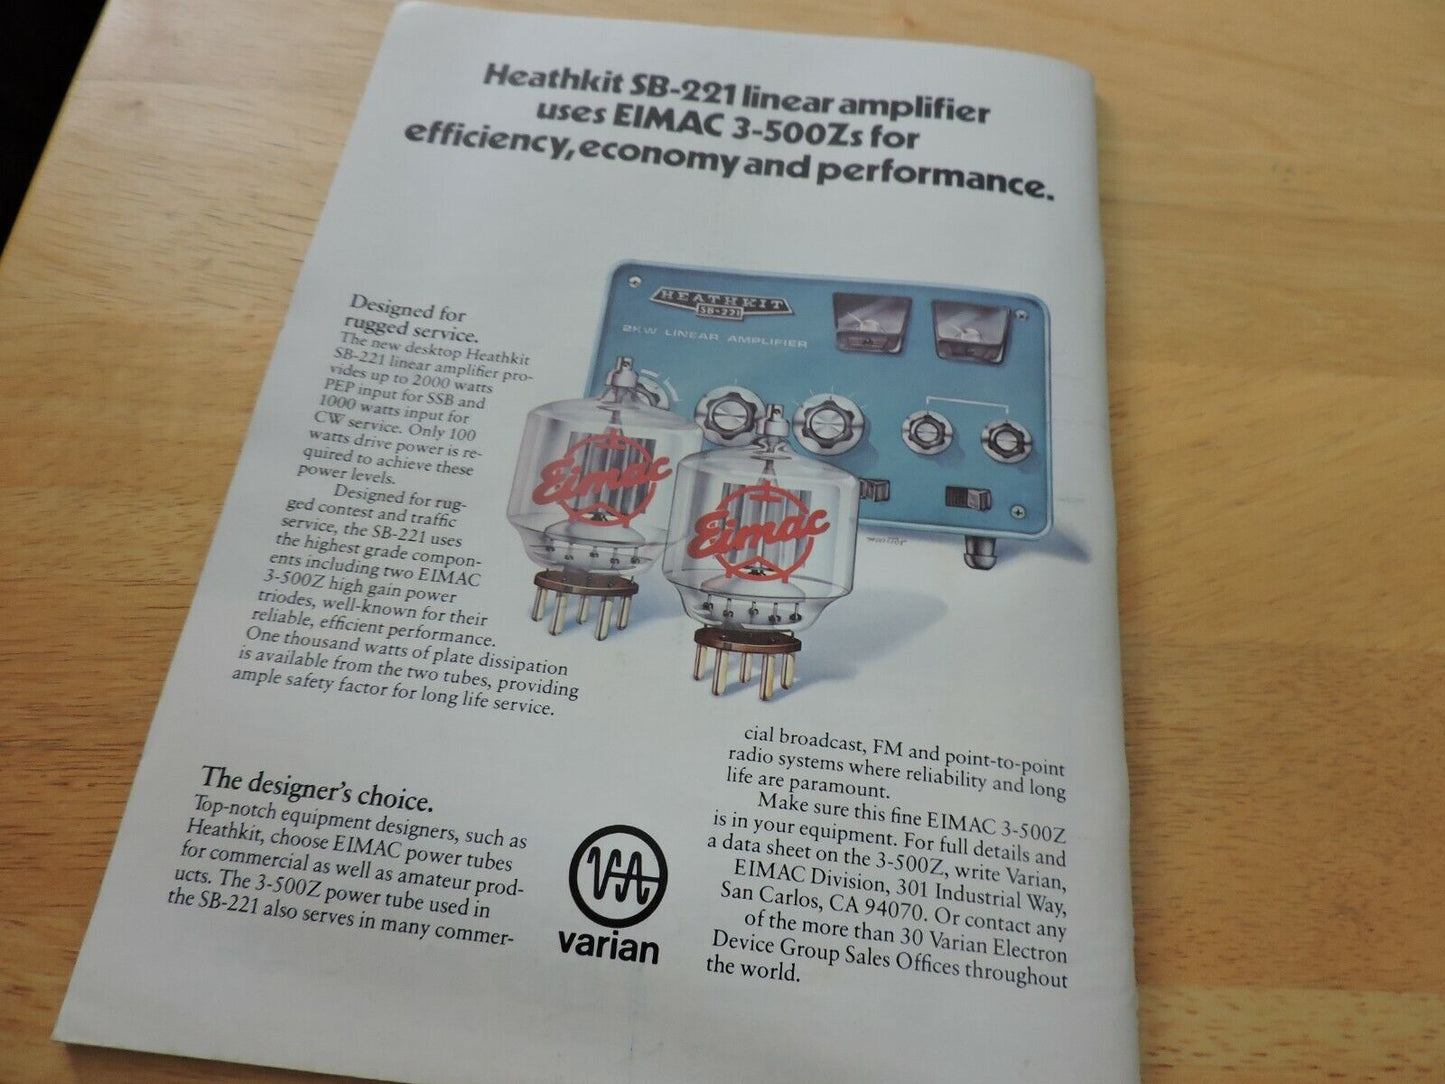 Heathkit SB-221 linear amplifier
uses EIMAC 3-500Zs for
efficiency, economy and performance.
HEATHKIT
SB-221
2KW LINEAR AMPLIFIER
Eimac
Eimac
Designed for
rugged service.
The new desktop Heathkit
SB-221 linear amplifier pro-
vides up to 2000 watts
PEP input for SSB and
1000 watts input for
CW service. Only 100
watts drive power is re-
quired to achieve these
power levels.
Designed for rug-
ged contest and traffic
service, the SB-221 uses
the highest grade compon-
ents including two EIMAC
3-500Z high gain power
triodes, well-known for their
reliable, efficient performance.
One thousand watts of plate dissipation
is available from the two tubes, providing
ample safety factor for long life service.
The designer's choice.
Top-notch equipment designers, such as
Heathkit, choose EIMAC power tubes
for commercial as well as amateur prod-
ucts. The 3-500Z power tube used in
the SB-221 also serves in many commer-
varian
cial broadcast, FM and point-to-point
radio systems where reliability and long
life are paramount.
Make sure this fine EIMAC 3-500Z
is in your equipment. For full details and
a data sheet on the 3-500Z, write Varian,
EIMAC Division, 301 Industrial Way,
San Carlos, CA 94070. Or contact any
of the more than 30 Varian Electron
Device Group Sales Offices throughout
the world.